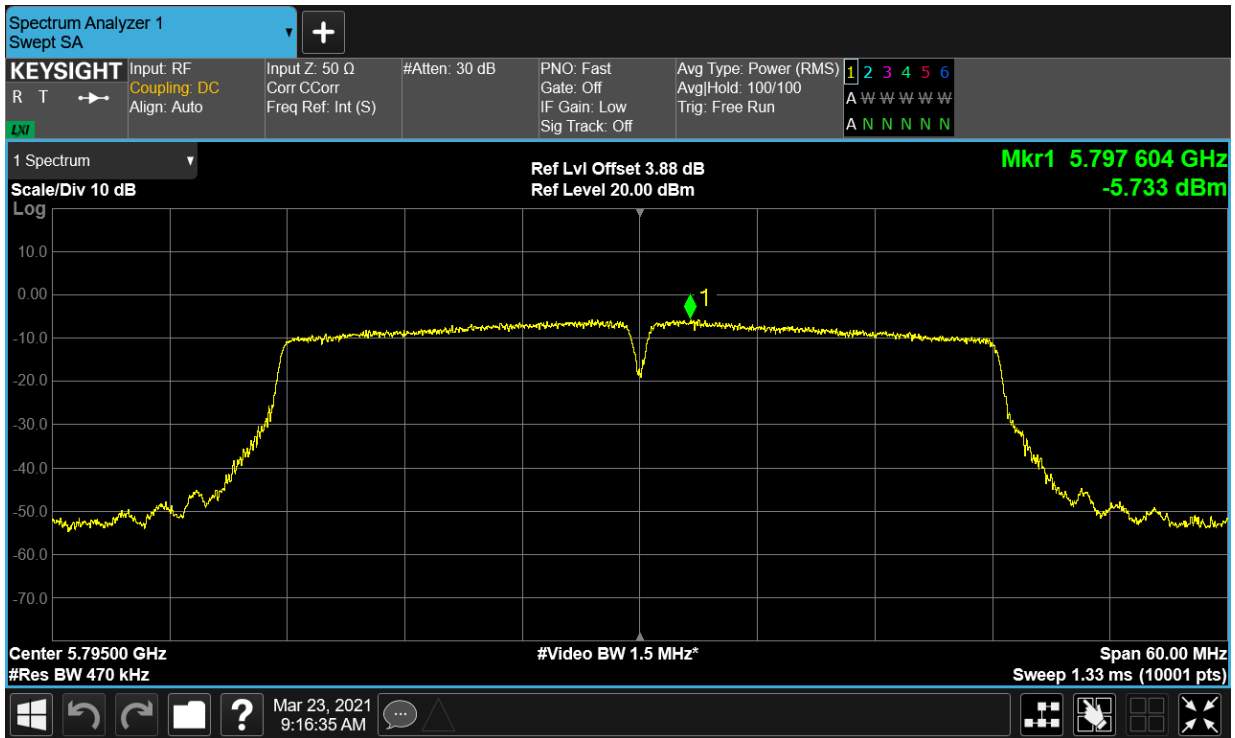 Spectrum Analyzer 1
Swept SA
+
KEYSIGHT
R T
LXI
Input: RF
Coupling: DC
Align: Auto
Input Z: 50 Ω
Corr CCorr
Freq Ref: Int (S)
#Atten: 30 dB
PNO: Fast
Gate: Off
IF Gain: Low
Sig Track: Off
Avg Type: Power (RMS)
Avg|Hold: 100/100
Trig: Free Run
1 2 3 4 5 6
A W W W W W
A N N N N N
1 Spectrum
Scale/Div 10 dB
Log
Ref Lvl Offset 3.88 dB
Ref Level 20.00 dBm
Mkr1 5.797 604 GHz
-5.733 dBm
10.0
0.00
1
-10.0
-20.0
-30.0
-40.0
-50.0
-60.0
-70.0
Center 5.79500 GHz
#Video BW 1.5 MHz*
Span 60.00 MHz
#Res BW 470 kHz
Sweep 1.33 ms (10001 pts)
?
Mar 23, 2021
9:16:35 AM